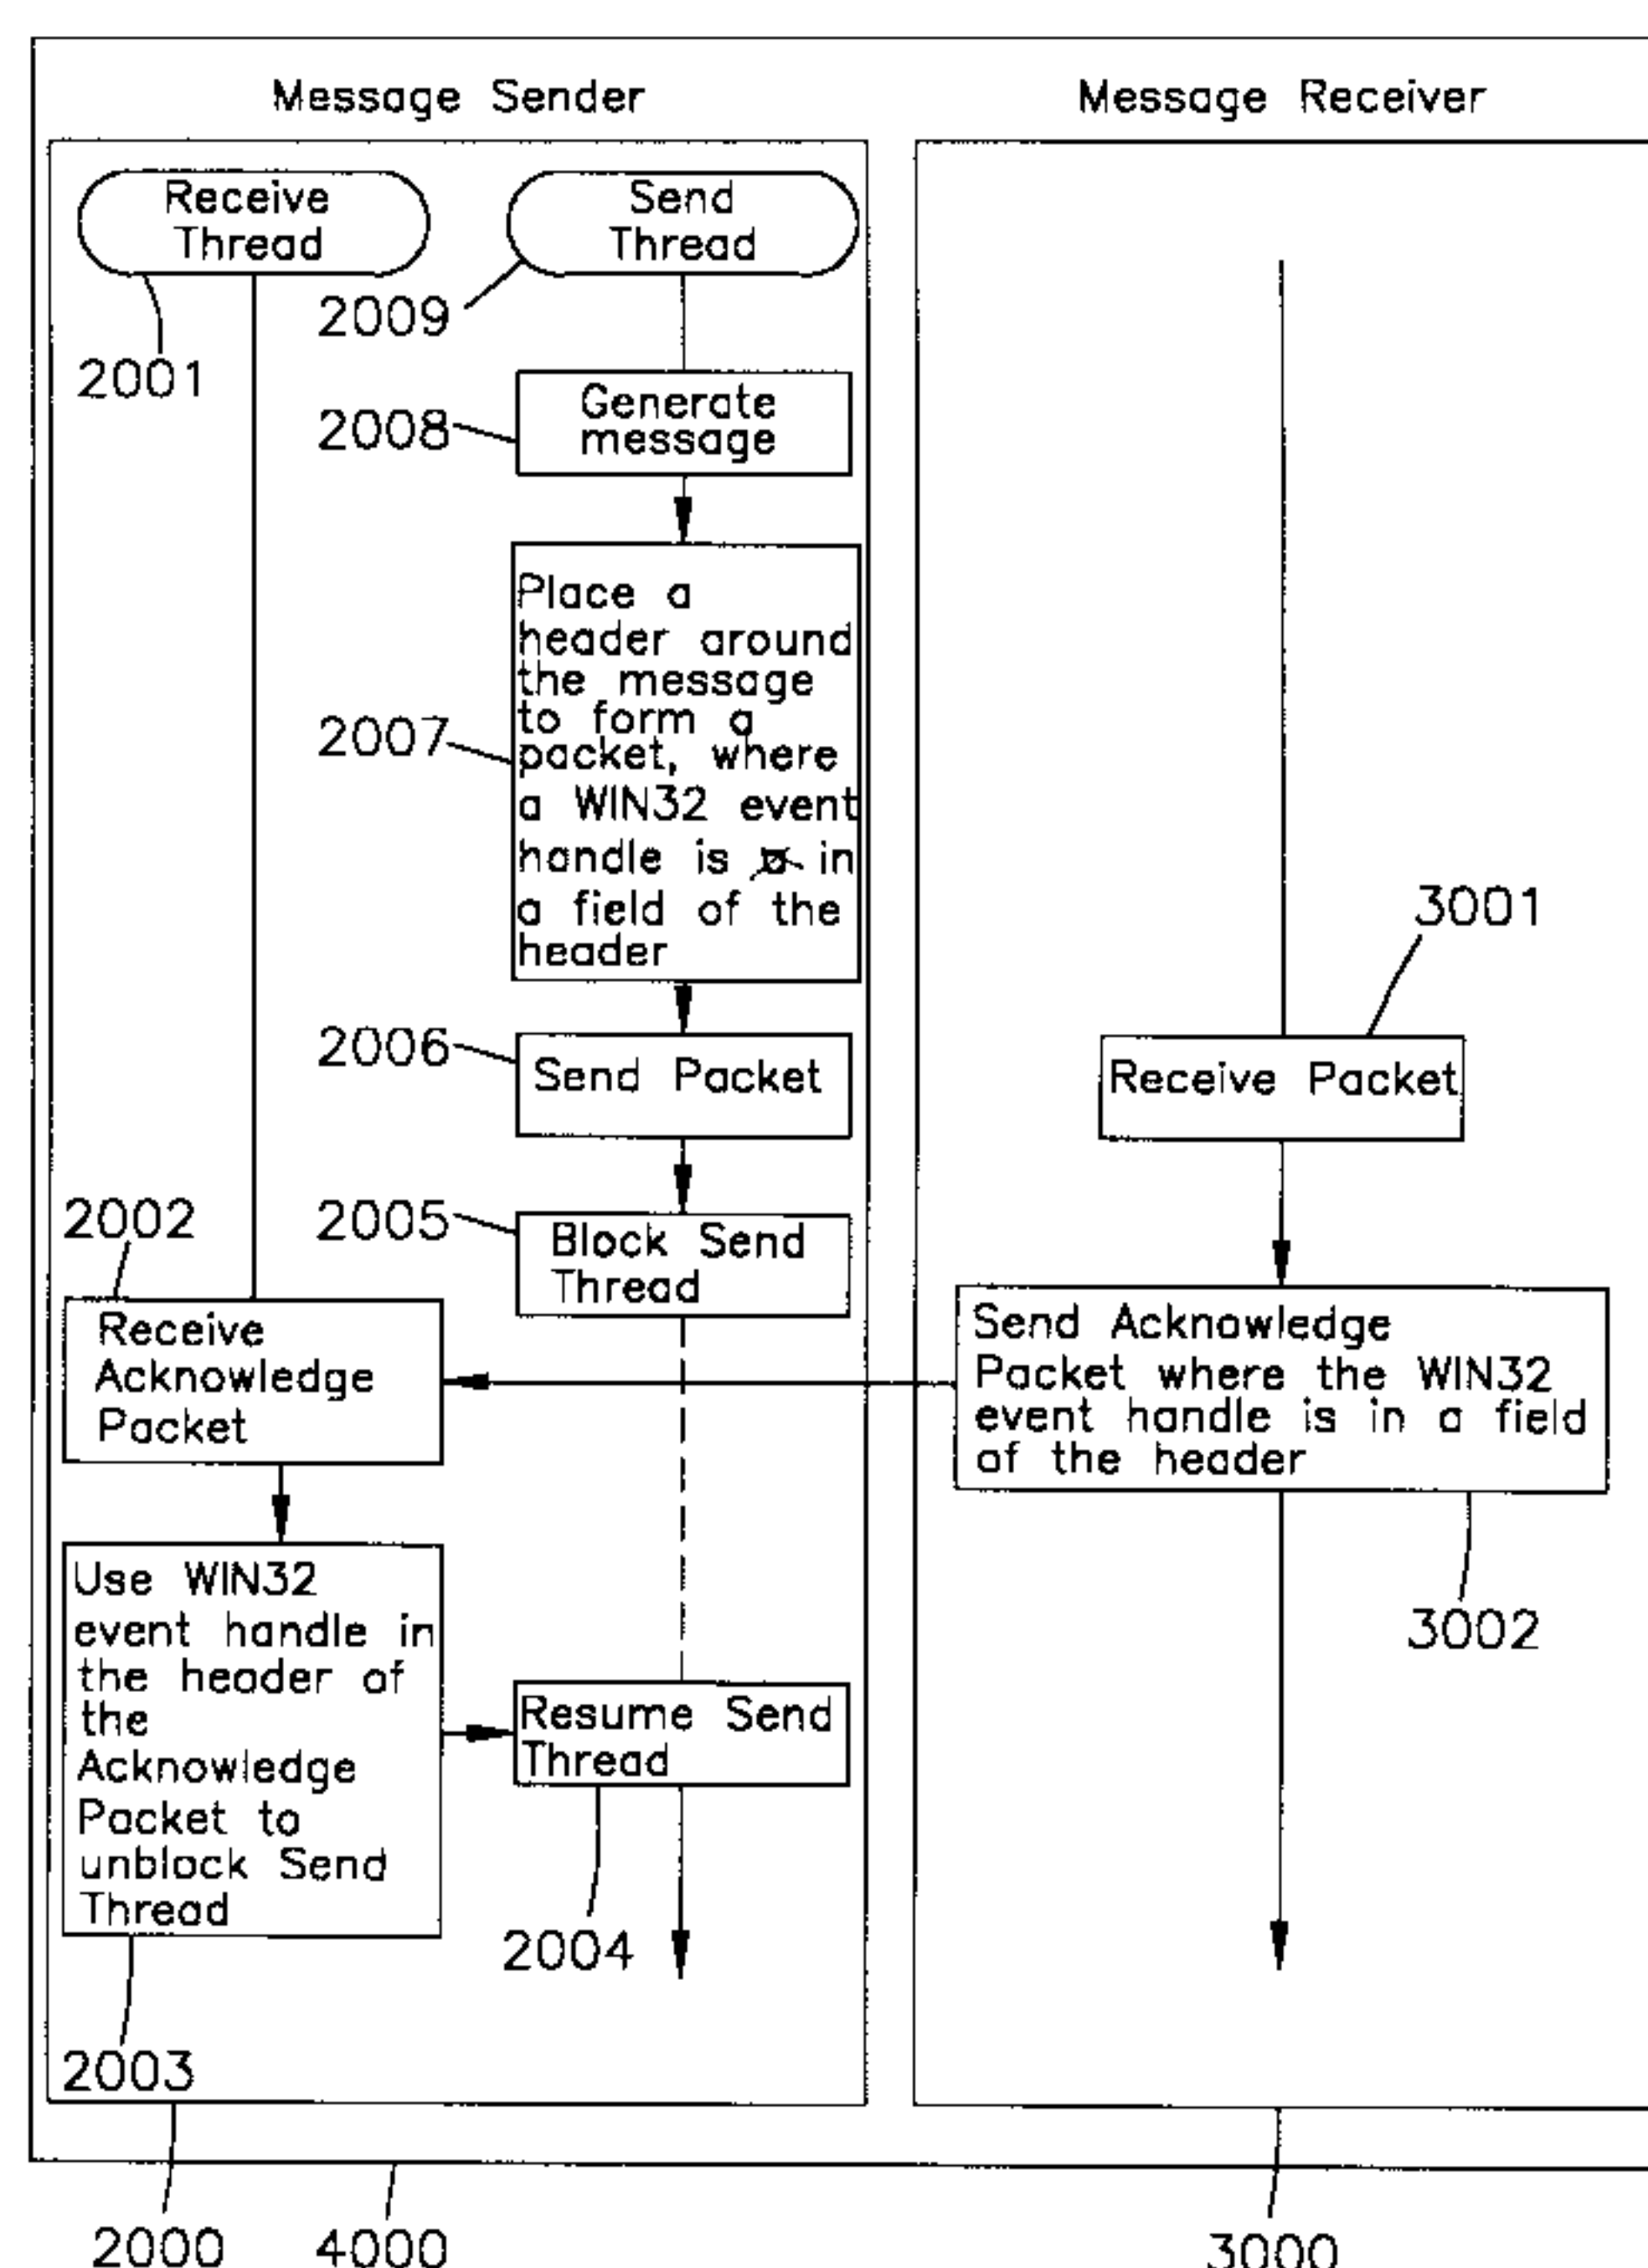 Message Sender
Message Receiver
Receive
Thread
Send
Thread
2009
2001
Generate
message
2008
Place a
header around
the message
to form a
packet, where
a WIN32 event
handle is in
a field of the
header
2007
3001
2006
Send Packet
Receive Packet
2002
2005
Block Send
Thread
Receive
Acknowledge
Packet
Send Acknowledge
Packet where the WIN32
event handle is in a field
of the header
3002
Use WIN32
event handle in
the header of
the
Acknowledge
Packet to
unblock Send
Thread
Resume Send
Thread
2004
2003
2000
4000
3000